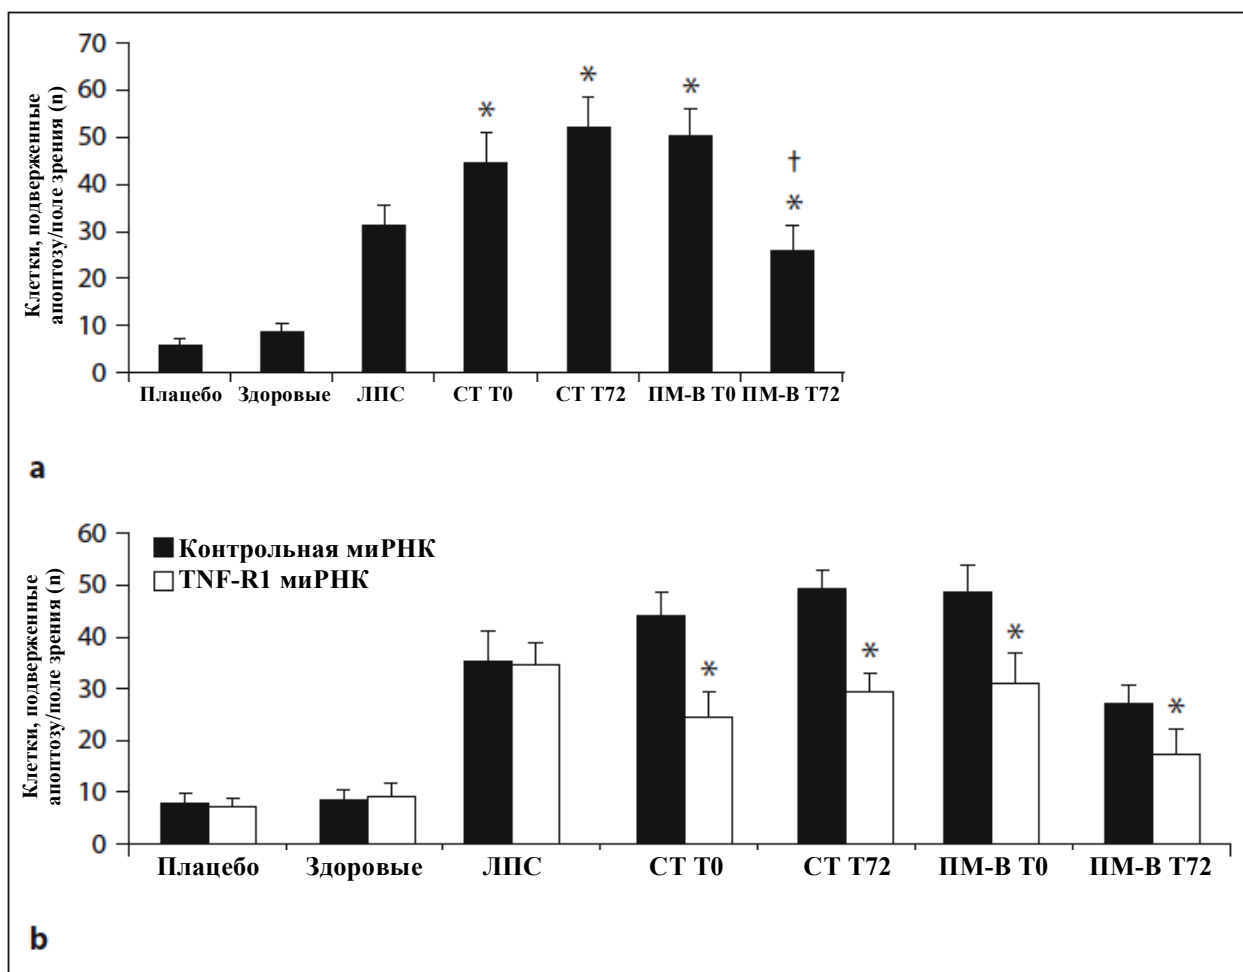 70
60
50
40
30
20
10
0
Клетки, подверженные
апоптозу/поле зрения (n)
*
*
*
†
*
Плацебо Здоровые ЛПС СТ Т0 СТ Т72 ПМ-В Т0 ПМ-В Т72
a
60
50
40
30
20
10
0
Клетки, подверженные
апоптозу/поле зрения (n)
Контрольная миРНК
TNF-R1 миРНК
*
*
*
*
Плацебо Здоровые ЛПС СТ Т0 СТ Т72 ПМ-В Т0 ПМ-В Т72
b